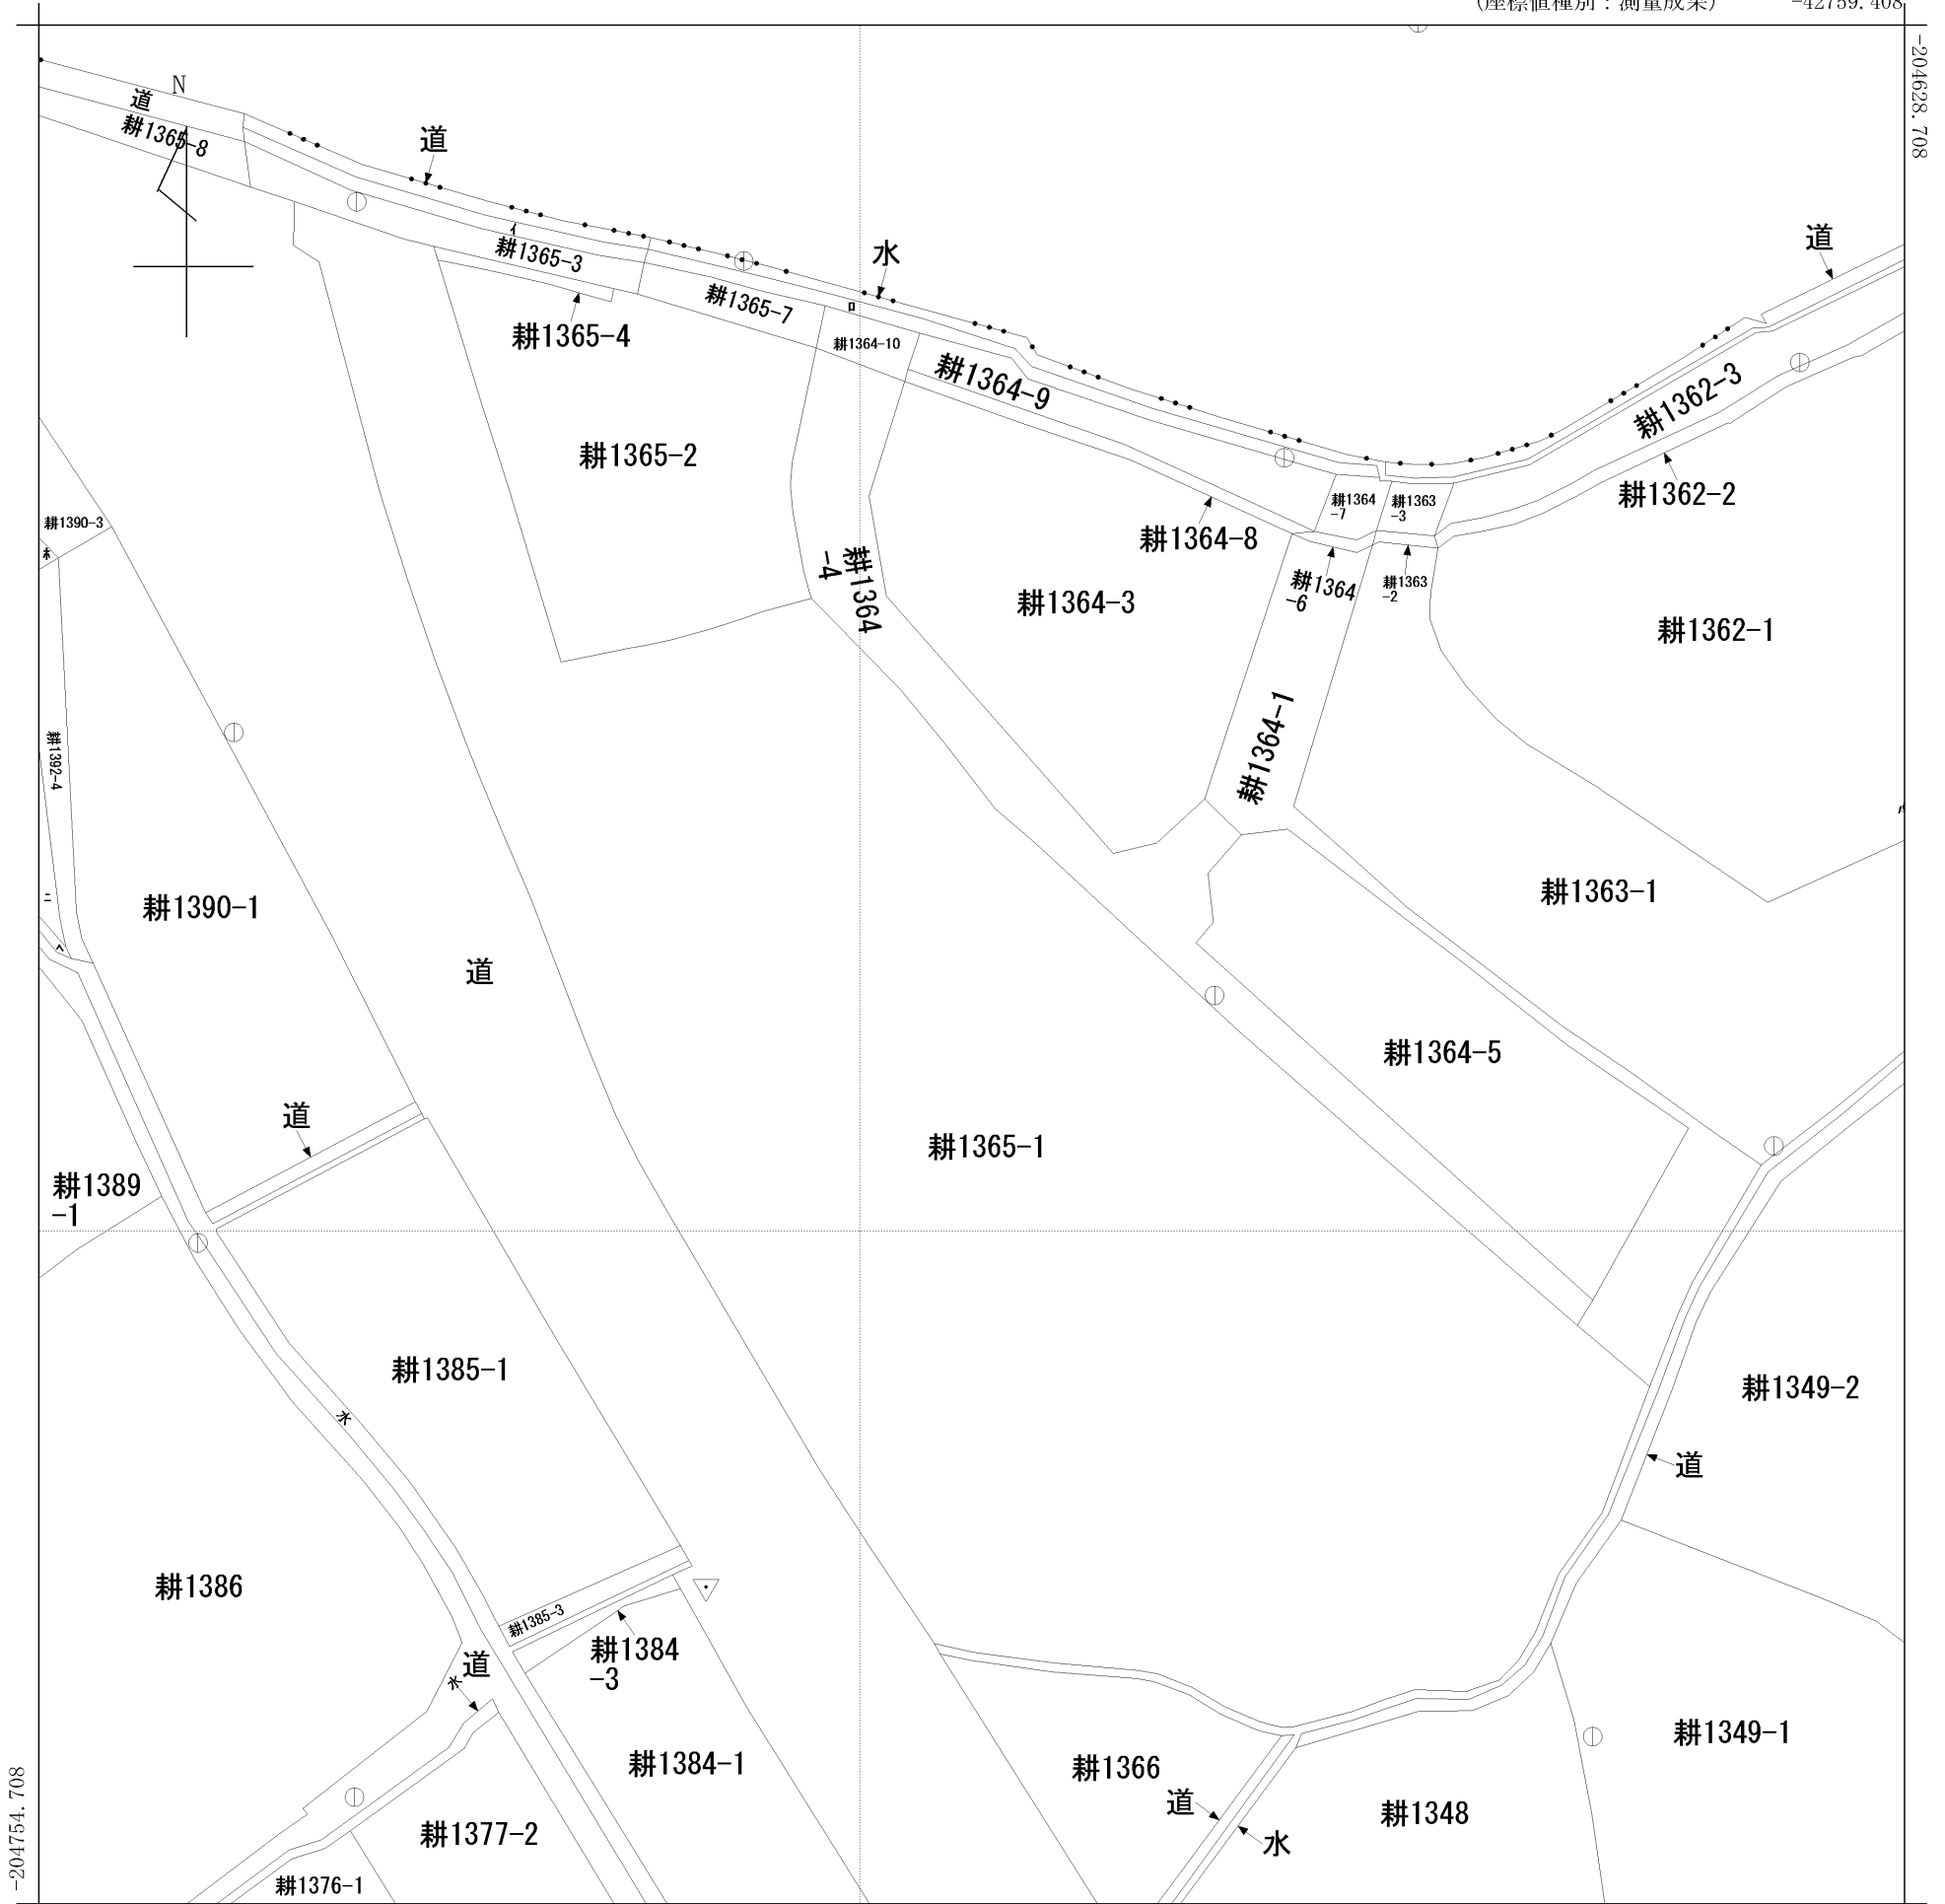 (座標値種別：測量成果) -42759.408
-204628.708
N
道
耕1365-8
道
イ
耕1365-3
水
道
耕1365-7
ロ
耕1365-4
耕1364-10
耕1364-9
耕1362-3
耕1365-2
耕1362-2
耕1364
-7
耕1363
-3
耕1390-3
耕1364-8
耕1364
-4
耕1364
-6
耕1363
-2
耕1364-3
耕1362-1
耕1364-1
耕1392-4
ニ
耕1390-1
耕1363-1
ヘ
道
耕1364-5
道
耕1365-1
耕1389
-1
耕1385-1
耕1349-2
水
道
耕1386
耕1385-3
耕1384
-3
道
水
耕1384-1
耕1366
耕1349-1
道
耕1348
水
耕1377-2
耕1376-1
-204754.708